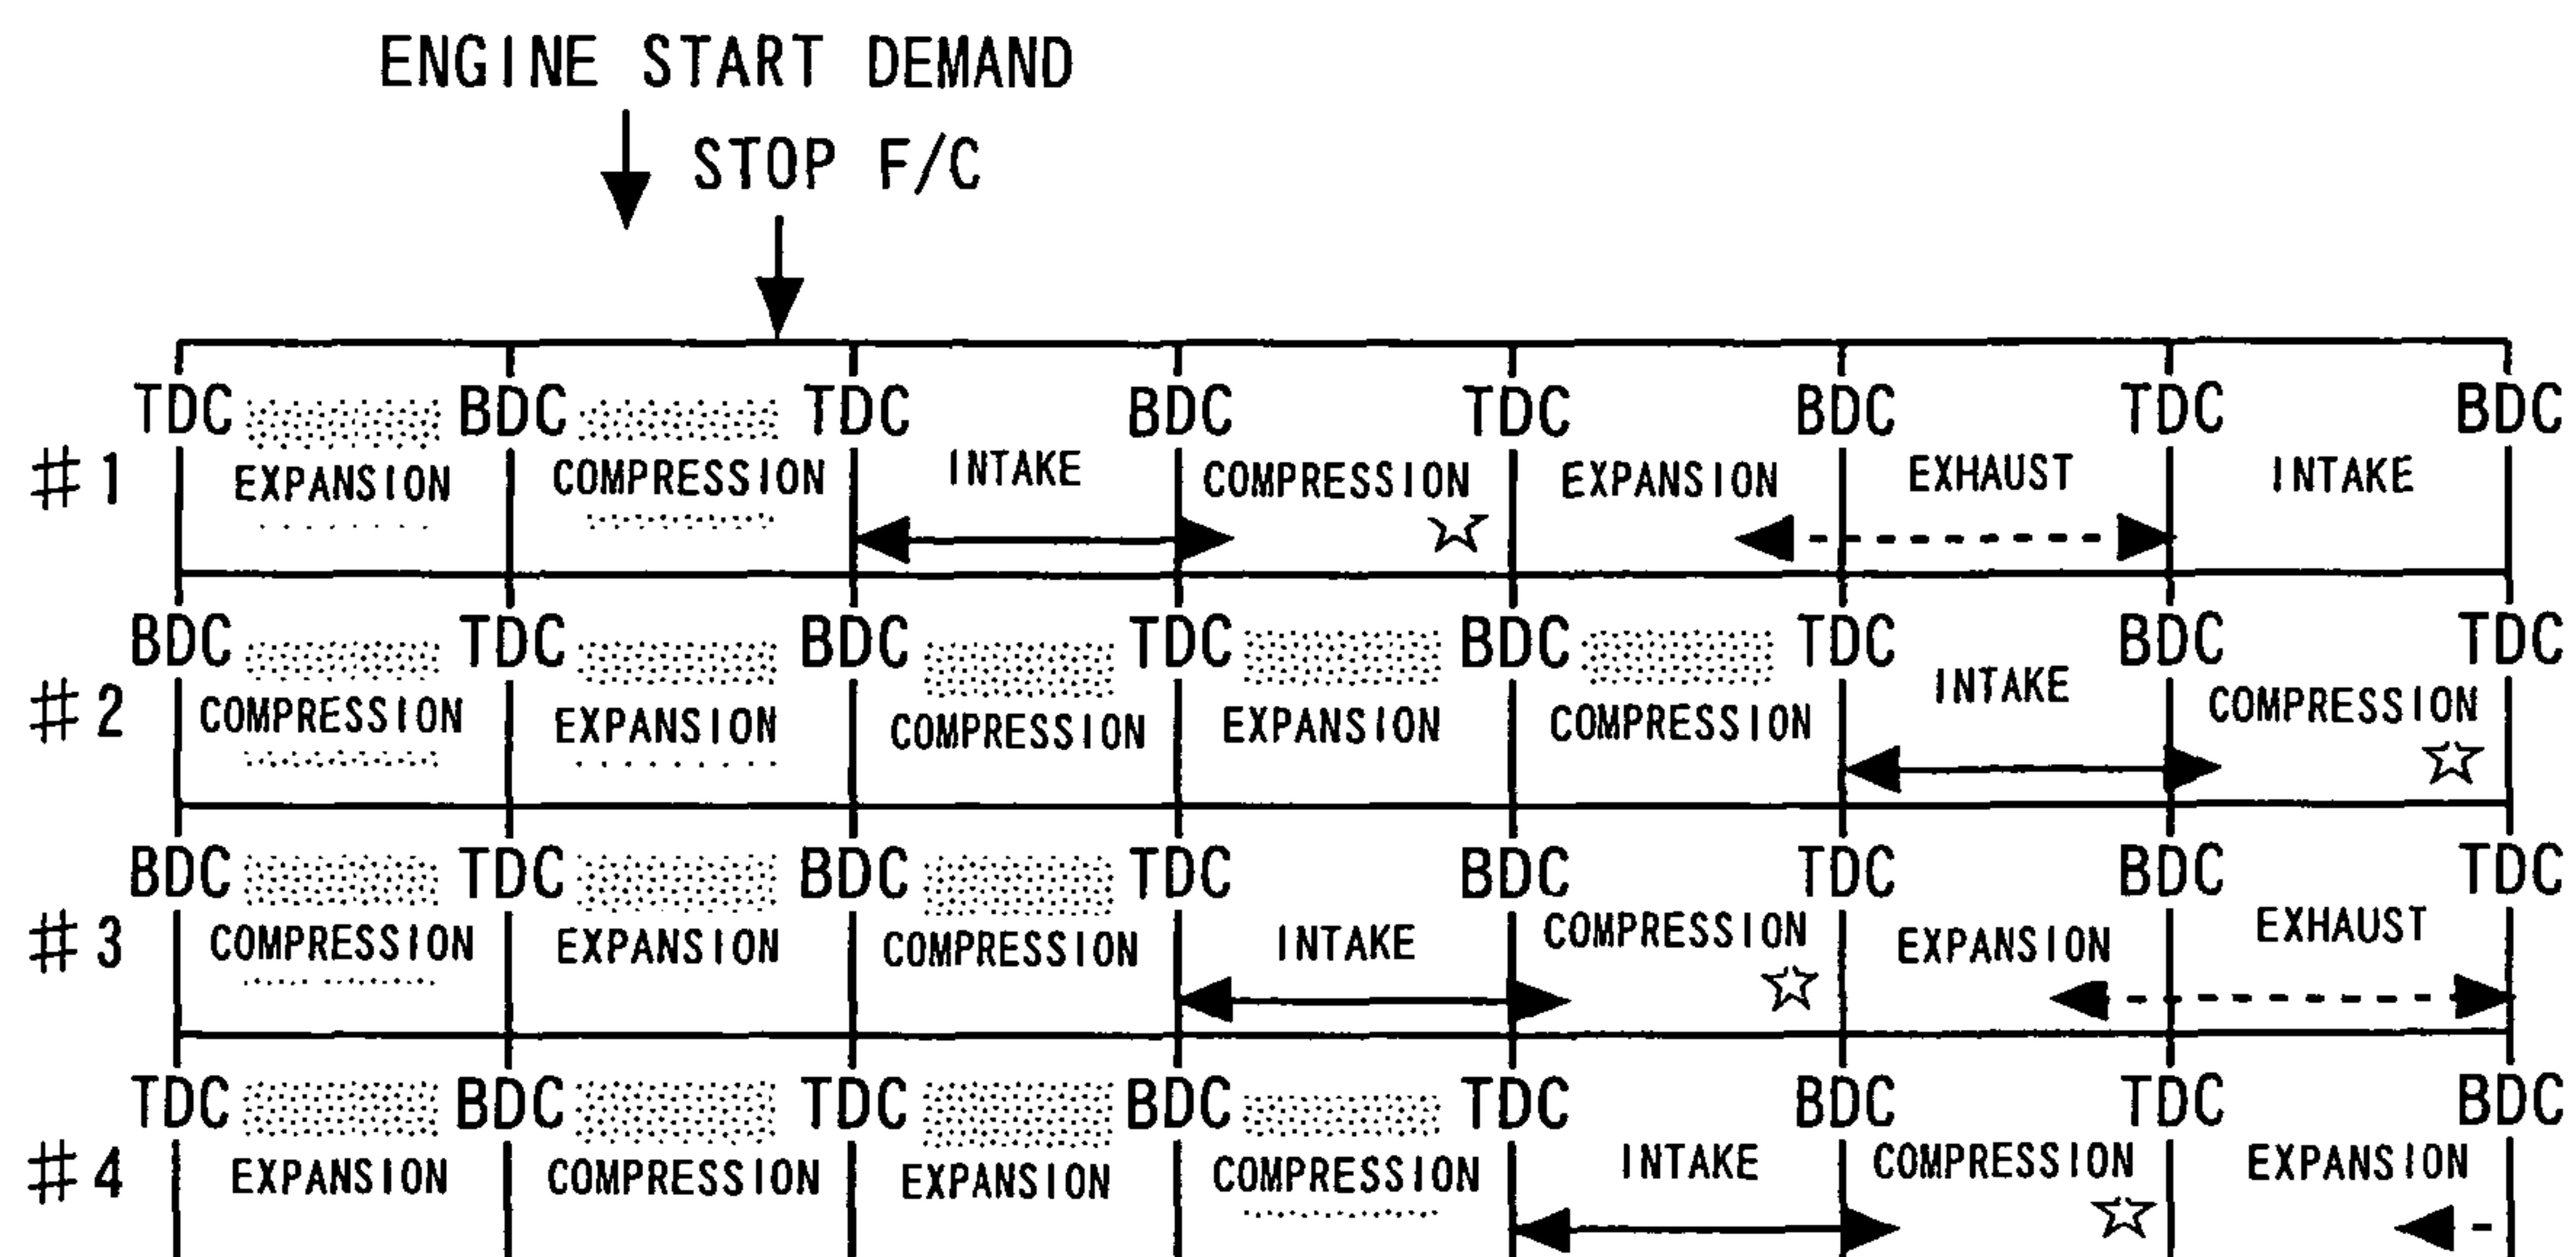 ENGINE START DEMAND
STOP F/C
TDC BDC TDC BDC TDC BDC TDC BDC
#1 EXPANSION COMPRESSION INTAKE COMPRESSION EXPANSION EXHAUST INTAKE
BDC TDC BDC TDC BDC TDC BDC TDC
#2 COMPRESSION EXPANSION COMPRESSION EXPANSION COMPRESSION INTAKE COMPRESSION
BDC TDC BDC TDC BDC TDC BDC TDC
#3 COMPRESSION EXPANSION COMPRESSION INTAKE COMPRESSION EXPANSION EXHAUST
TDC BDC TDC BDC TDC BDC TDC BDC
#4 EXPANSION COMPRESSION EXPANSION COMPRESSION INTAKE COMPRESSION EXPANSION